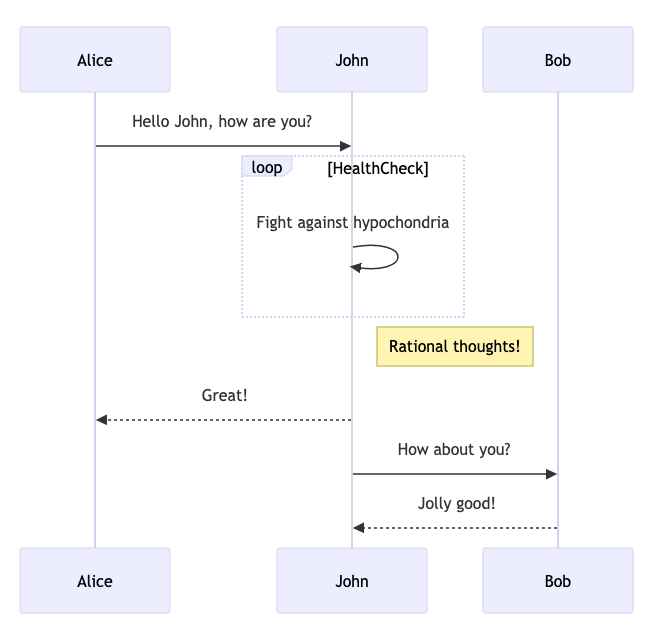 Alice
John
Bob
Hello John, how are you?
loop
[HealthCheck]
Fight against hypochondria
Rational thoughts!
Great!
How about you?
Jolly good!
Alice
John
Bob